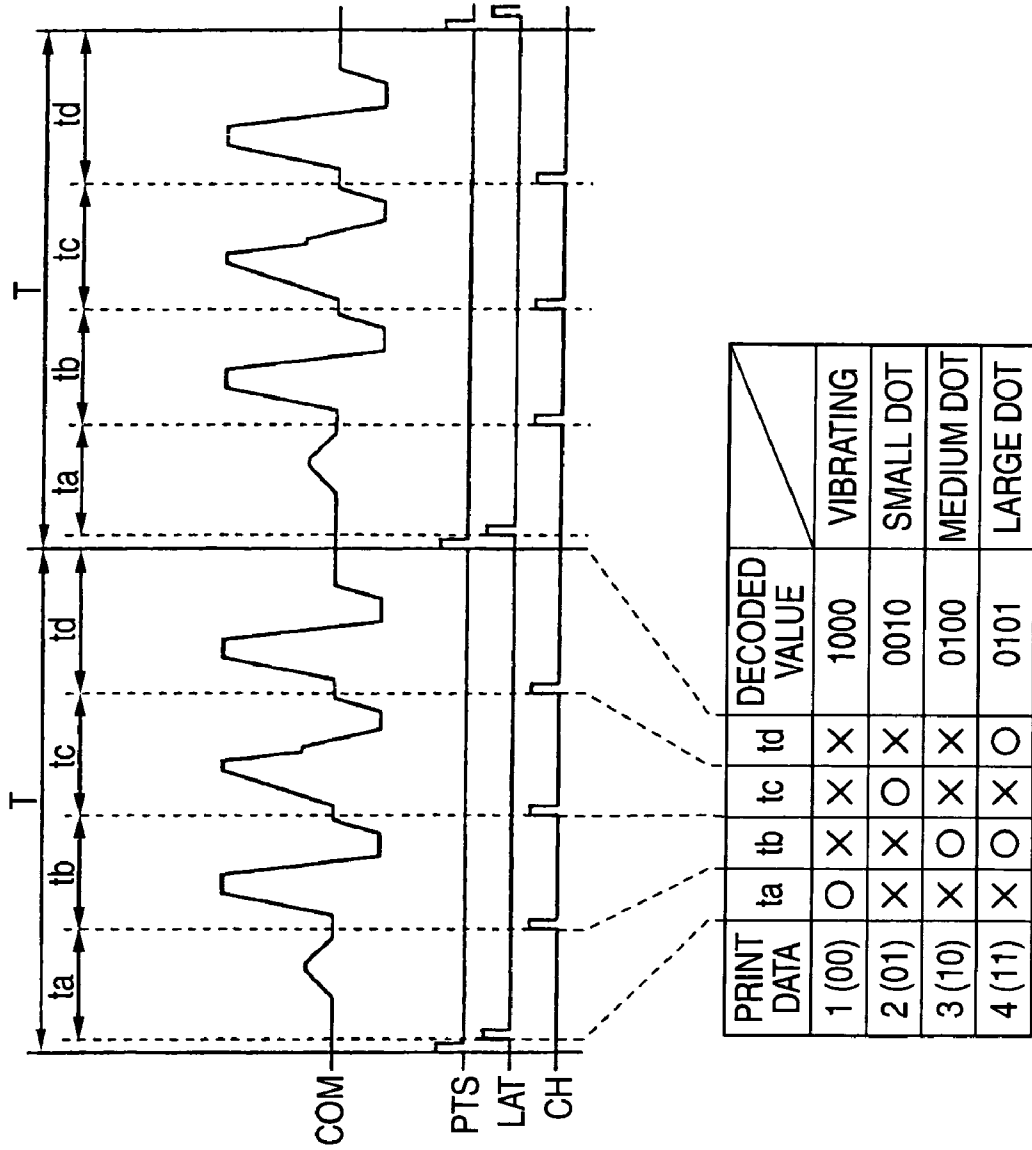 T T
ta tb tc td ta tb tc td
COM
PTS
LAT
CH
PRINT DATA ta tb tc td DECODED VALUE
1 (00) O X X X 1000 VIBRATING
2 (01) X X O X 0010 SMALL DOT
3 (10) X O X X 0100 MEDIUM DOT
4 (11) X O X O 0101 LARGE DOT